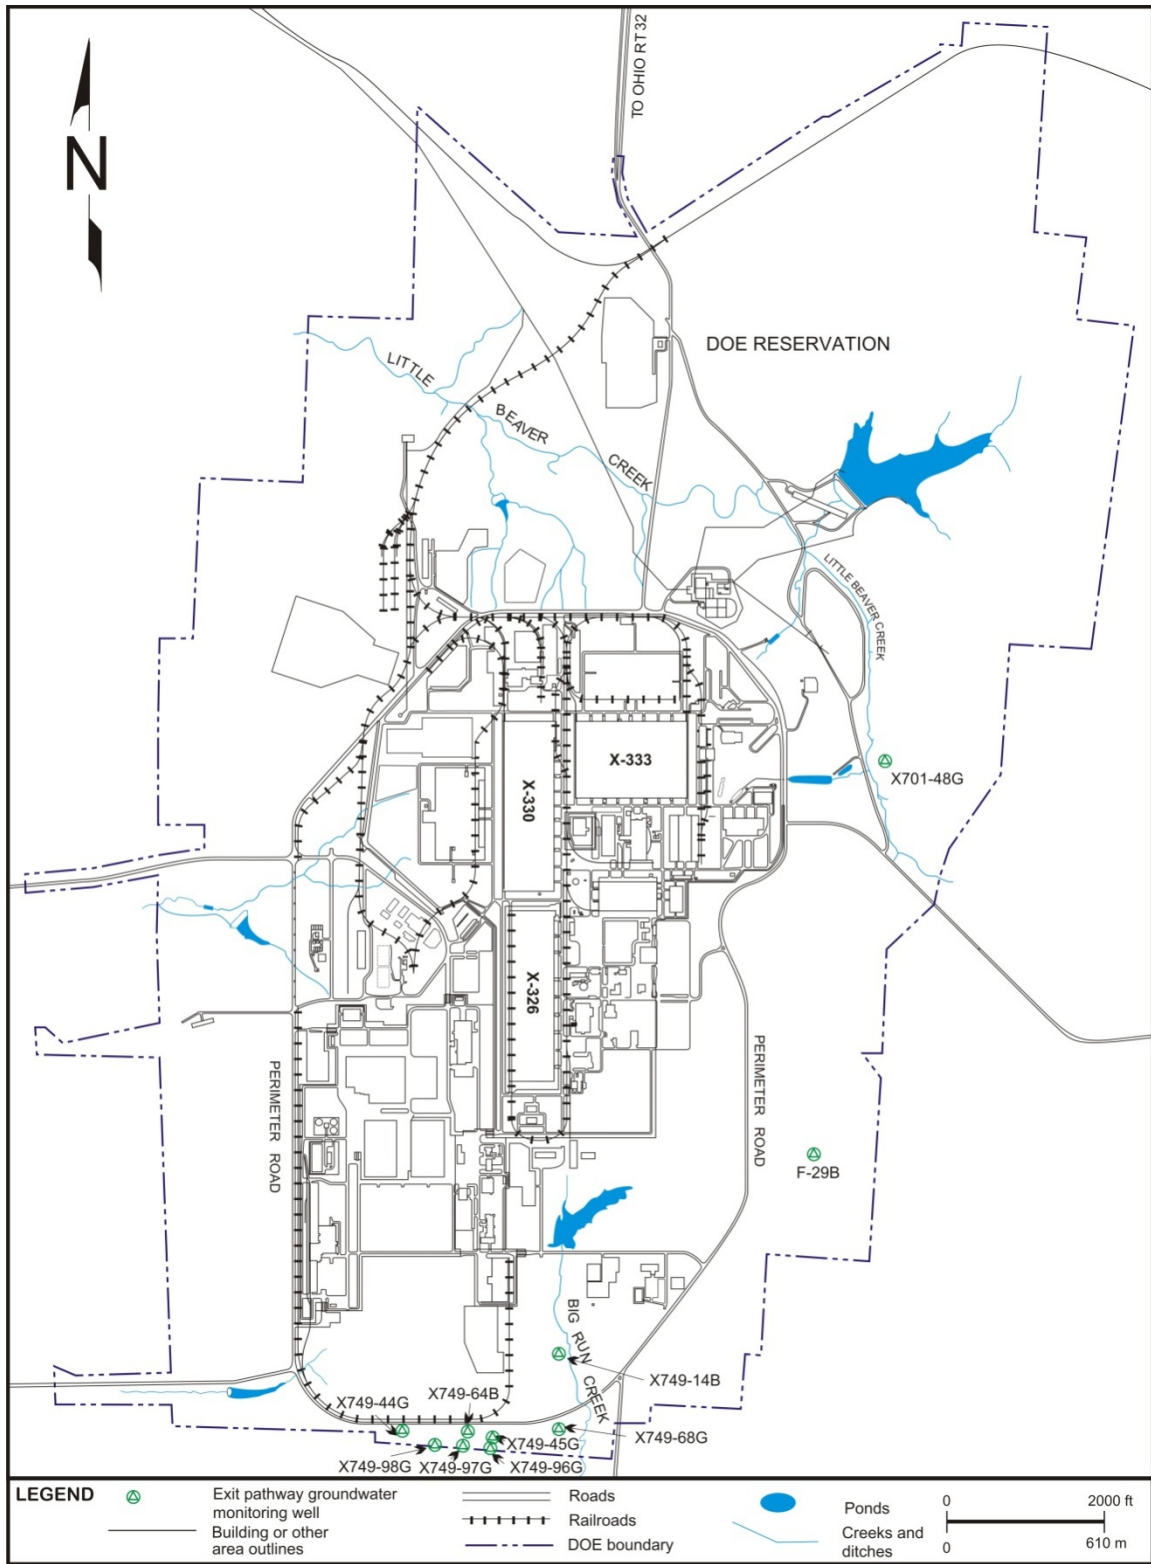 TO OHIO RT 32
N
DOE RESERVATION
LITTLE
BEAVER
CREEK
LITTLE BEAVER CREEK
X-333
X-330
X701-48G
X-326
PERIMETER ROAD
PERIMETER ROAD
F-29B
BIG RUN CREEK
X749-14B
X749-64B
X749-44G
X749-68G
X749-45G
X749-98G
X749-97G
X749-96G
LEGEND
Exit pathway groundwater
monitoring well
Building or other
area outlines
Roads
Railroads
DOE boundary
Ponds
Creeks and
ditches
0 2000 ft
0 610 m